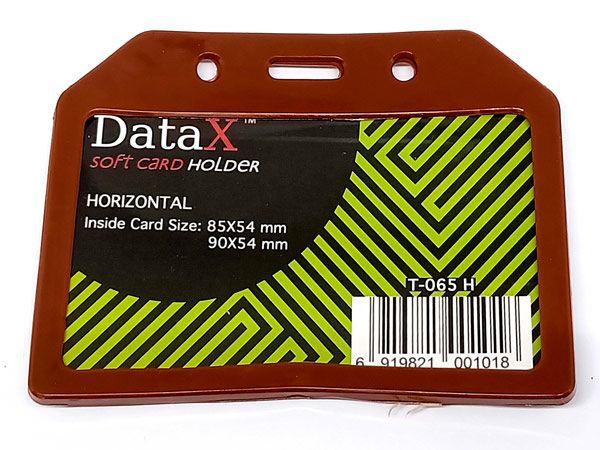 DataX™
SOFT CARD HOLDER
HORIZONTAL
Inside Card Size: 85X54 mm
90X54 mm
T-065 H
6 919821 001018